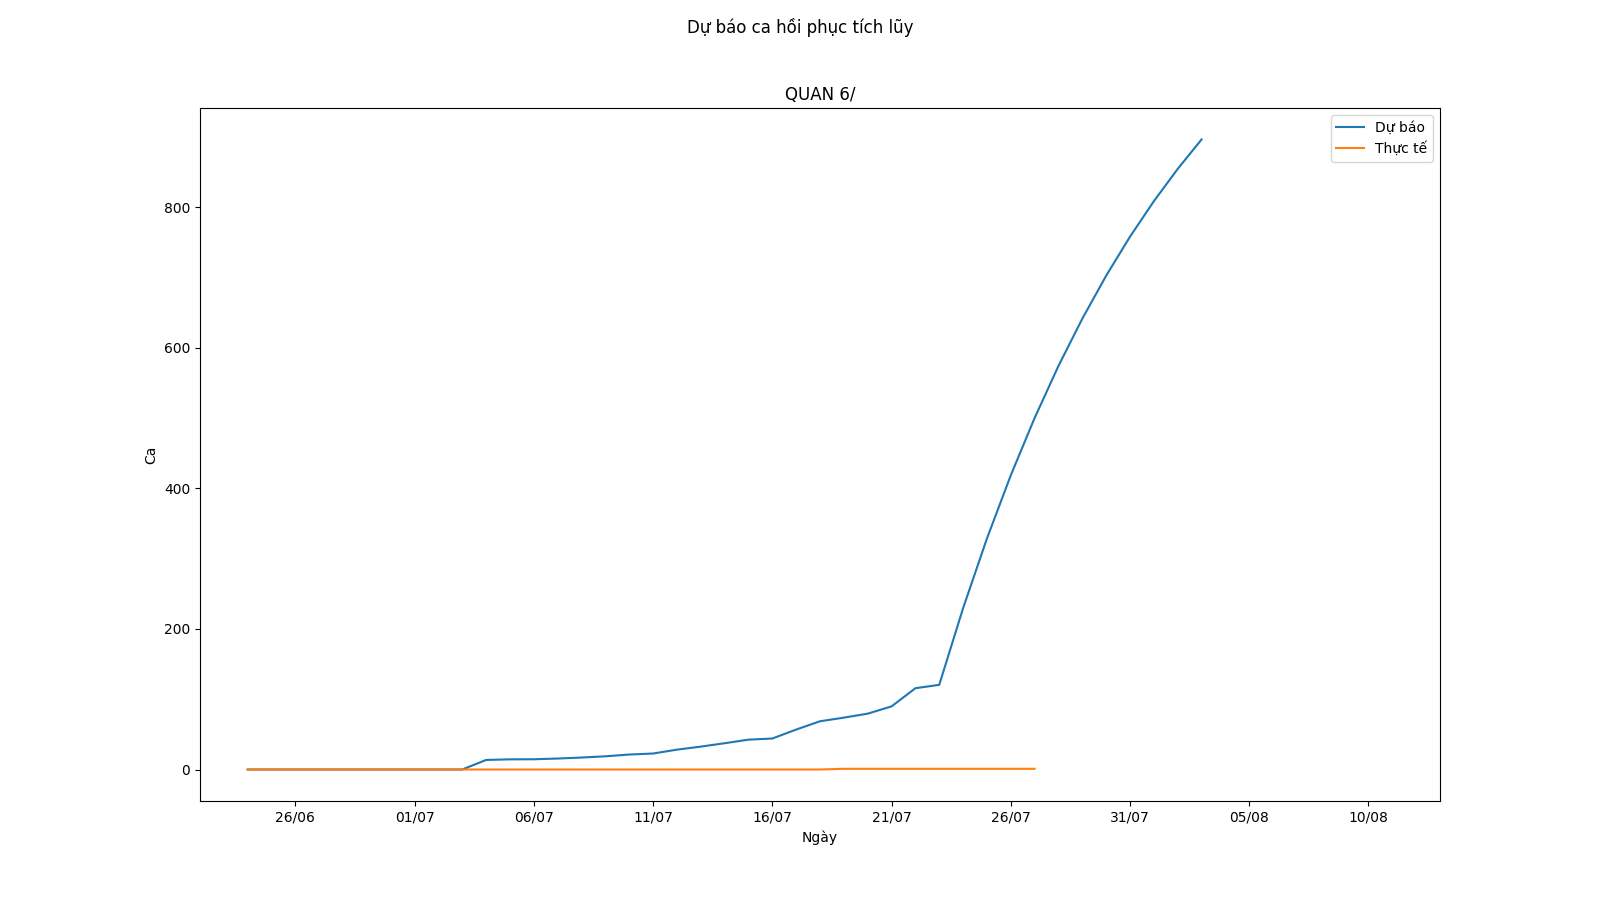 Dự báo ca hồi phục tích lũy
QUAN 6/
Dự báo
Thực tế
800
600
400
200
0
Ca
26/06
01/07
06/07
11/07
16/07
21/07
26/07
31/07
05/08
10/08
Ngày